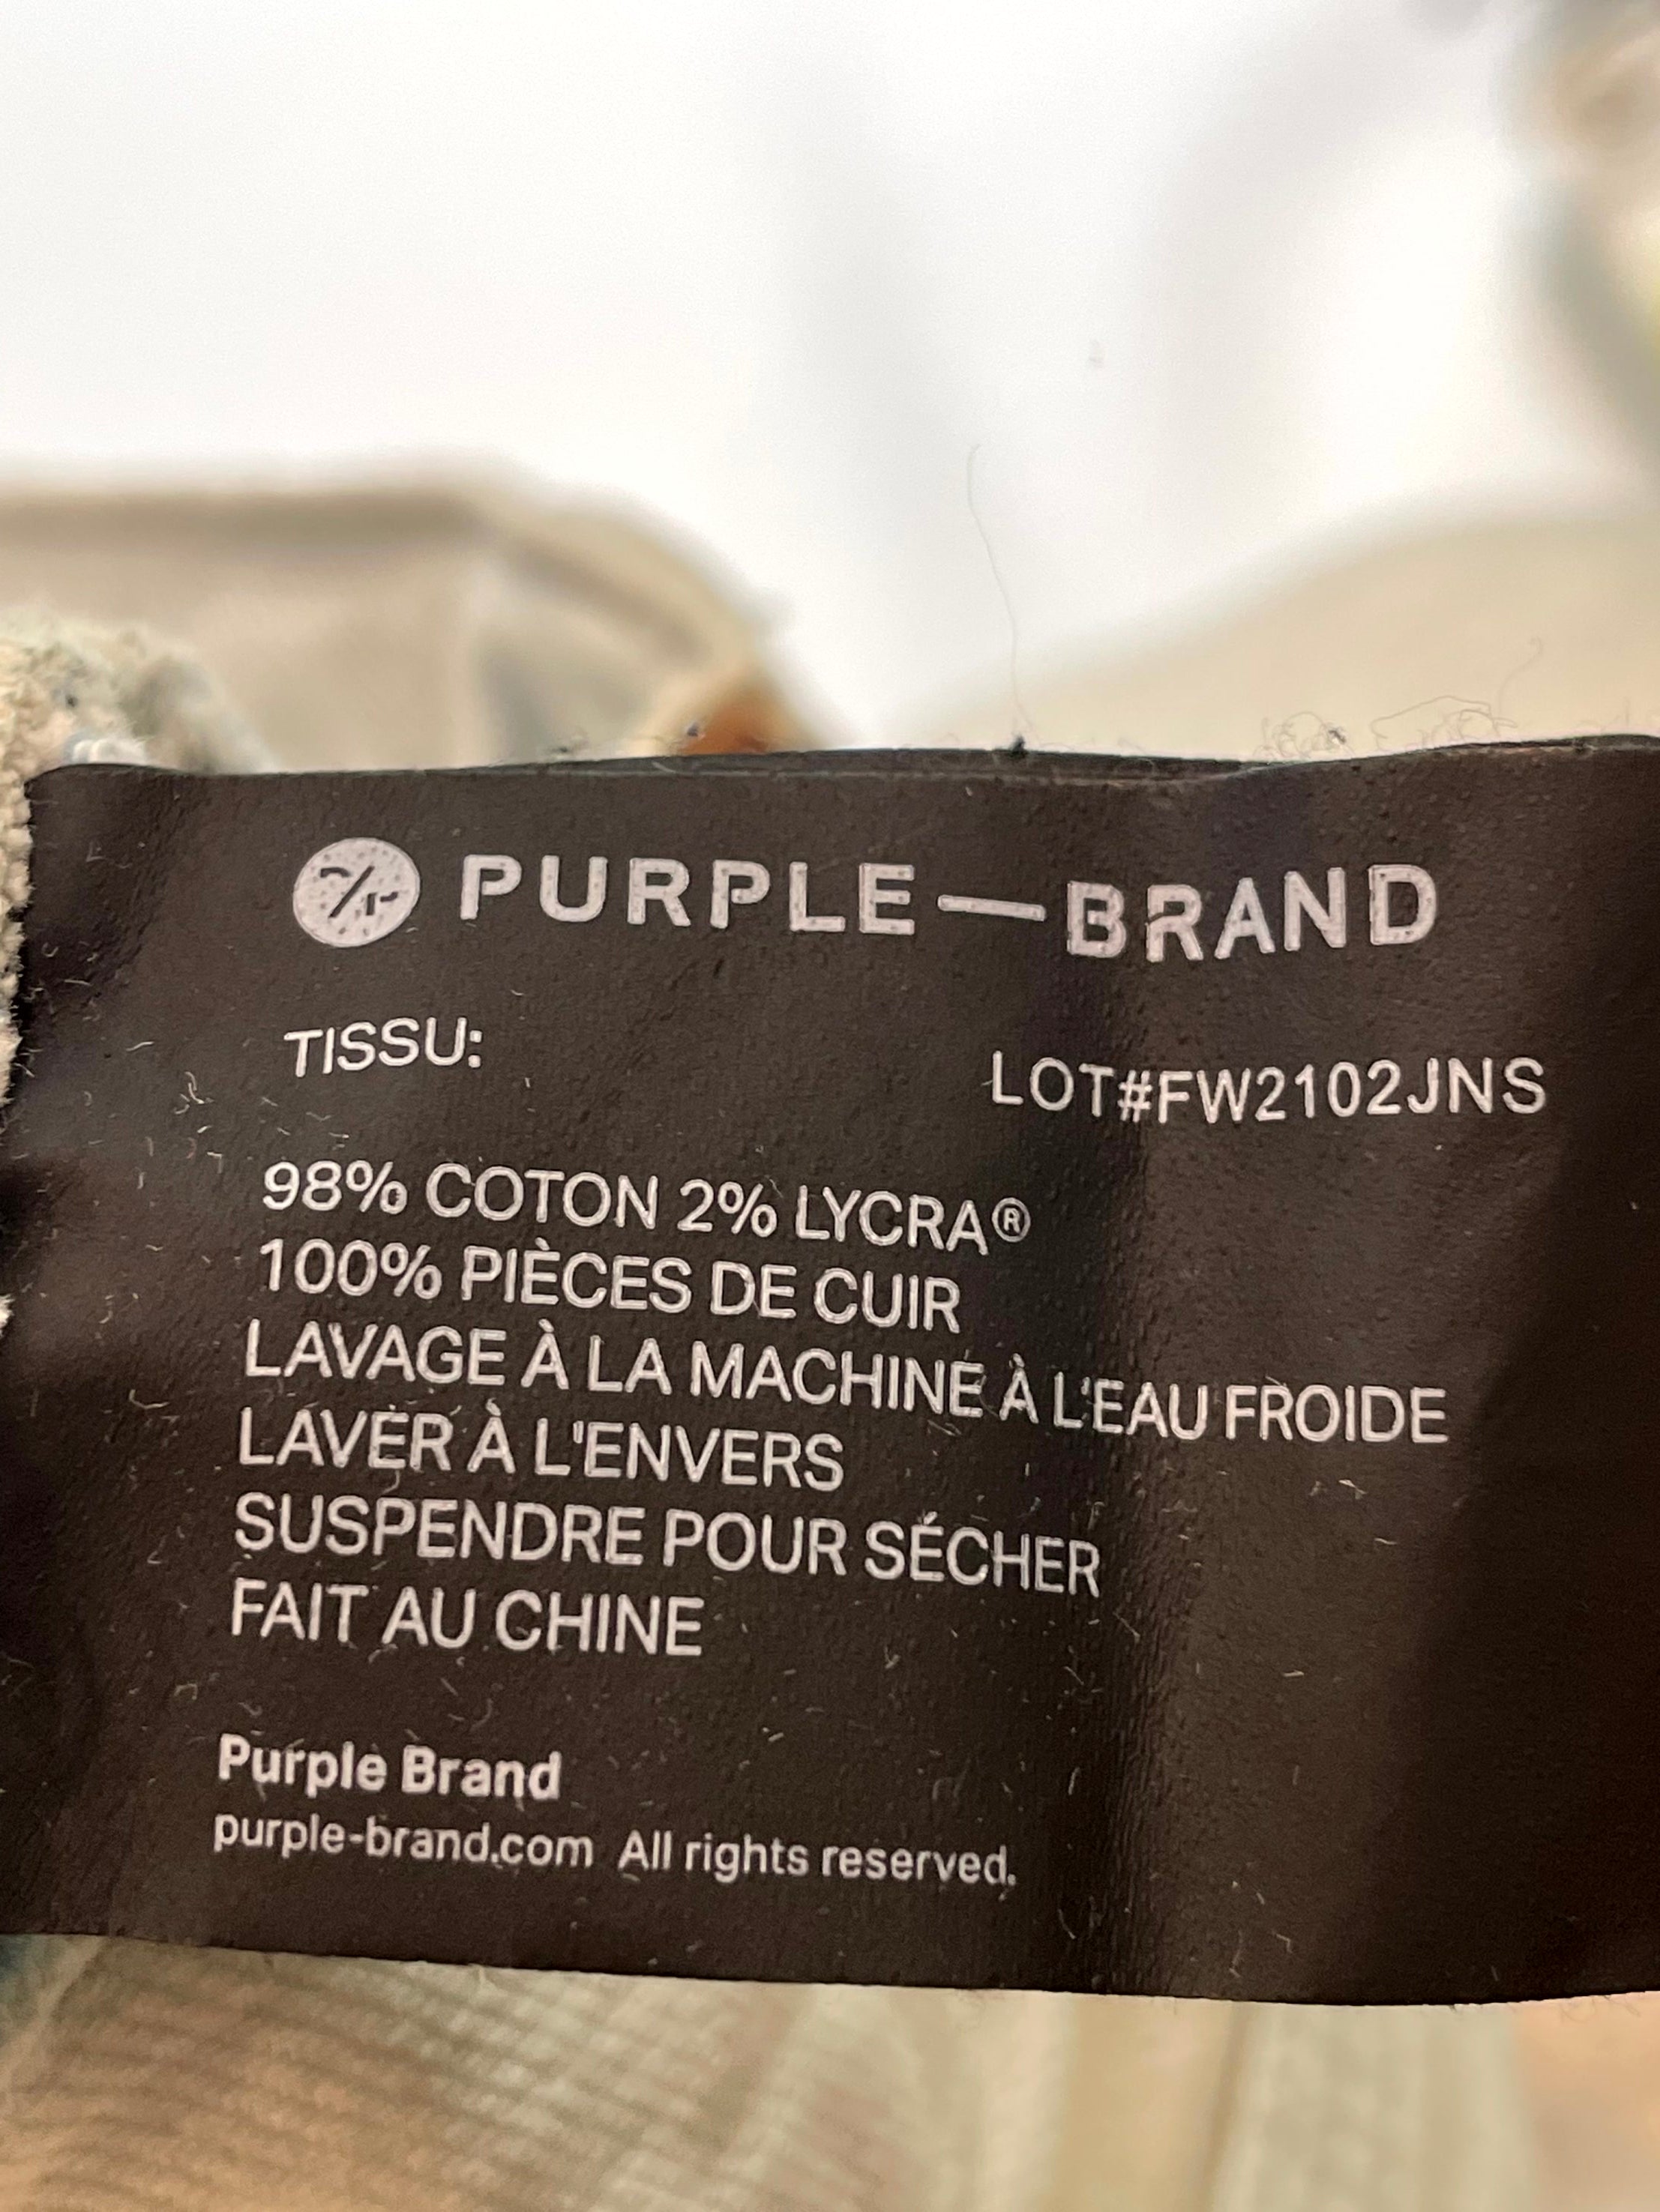 PURPLE—BRAND
TISSU:
LOT#FW2102JNS
98% COTON 2% LYCRA®
100% PIÈCES DE CUIR
LAVAGE À LA MACHINE À L'EAU FROIDE
LAVER À L'ENVERS
SUSPENDRE POUR SÉCHER
FAIT AU CHINE
Purple Brand
purple-brand.com All rights reserved.